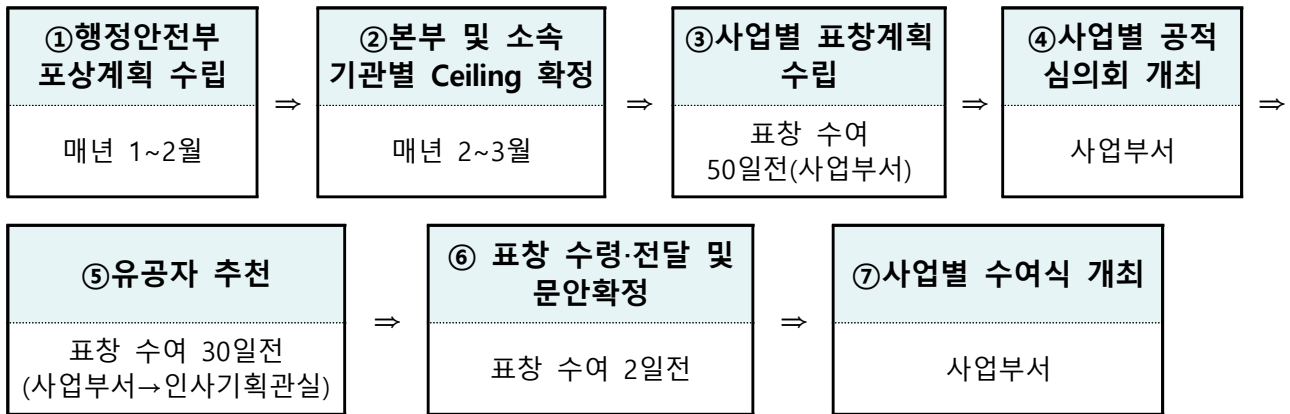 ①행정안전부
포상계획 수립
매년 1~2월
⇒
②본부 및 소속
기관별 Ceiling 확정
매년 2~3월
⇒
③사업별 표창계획
수립
표창 수여
50일전(사업부서)
⇒
④사업별 공적
심의회 개최
사업부서
⇒
⑤유공자 추천
표창 수여 30일전
(사업부서→인사기획관실)
⇒
⑥ 표창 수령·전달 및
문안확정
표창 수여 2일전
⇒
⑦사업별 수여식 개최
사업부서